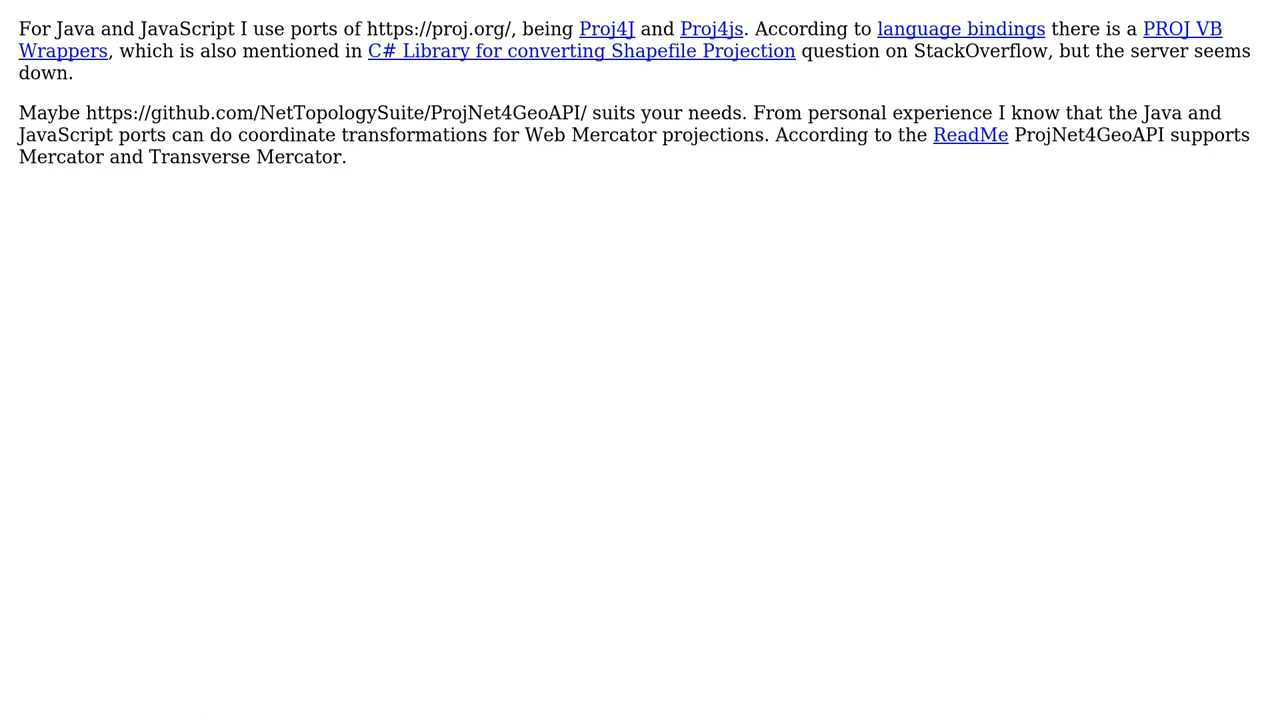 For Java and JavaScript I use ports of https://proj.org/, being Proj4J and Proj4js. According to language bindings there is a PROJ VB
Wrappers, which is also mentioned in C# Library for converting Shapefile Projection question on StackOverflow, but the server seems
down.
Maybe https://github.com/NetTopologySuite/ProjNet4GeoAPI/ suits your needs. From personal experience I know that the Java and
JavaScript ports can do coordinate transformations for Web Mercator projections. According to the ReadMe ProjNet4GeoAPI supports
Mercator and Transverse Mercator.